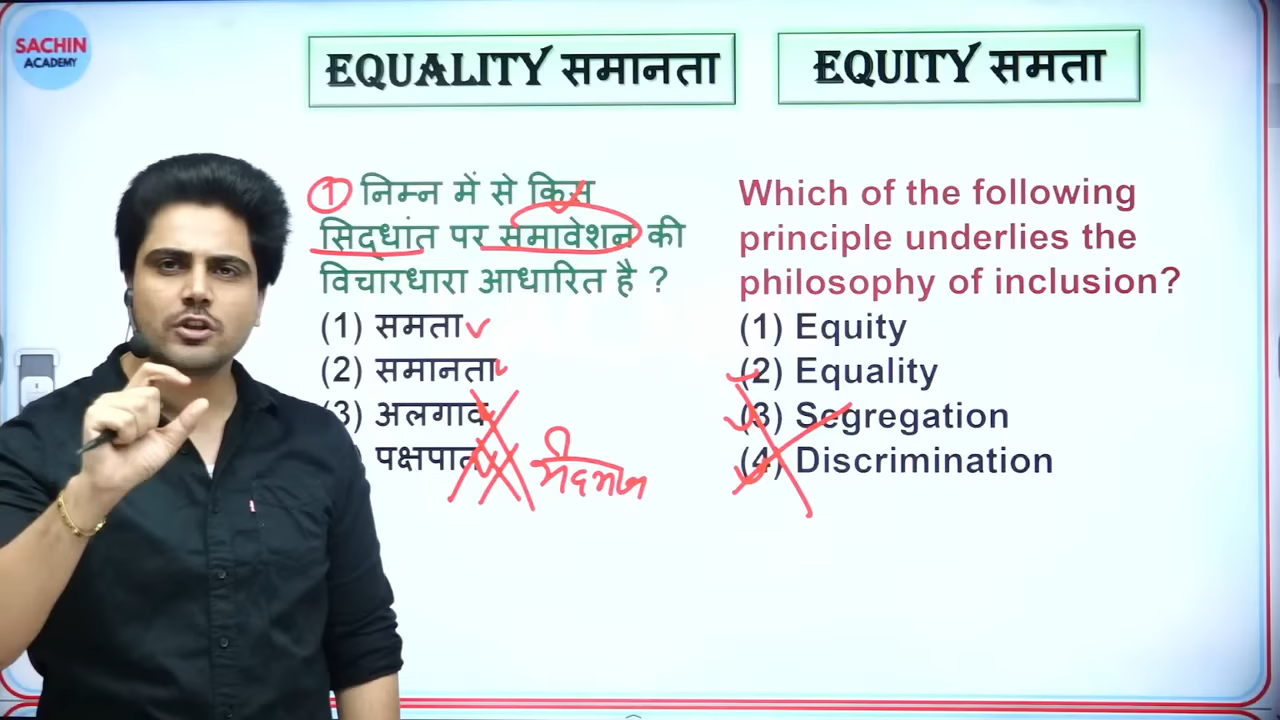 SACHIN
ACADEMY
EQUALITY समानता
EQUITY समता
① निम्न में से किस
सिद्धांत पर समावेशन की
विचारधारा आधारित है ?
(1) समता
(2) समानता
3) अलगाव
) पक्षपात
Which of the following
principle underlies the
philosophy of inclusion?
(1) Equity
(2) Equality
(3) Segregation
(4) Discrimination